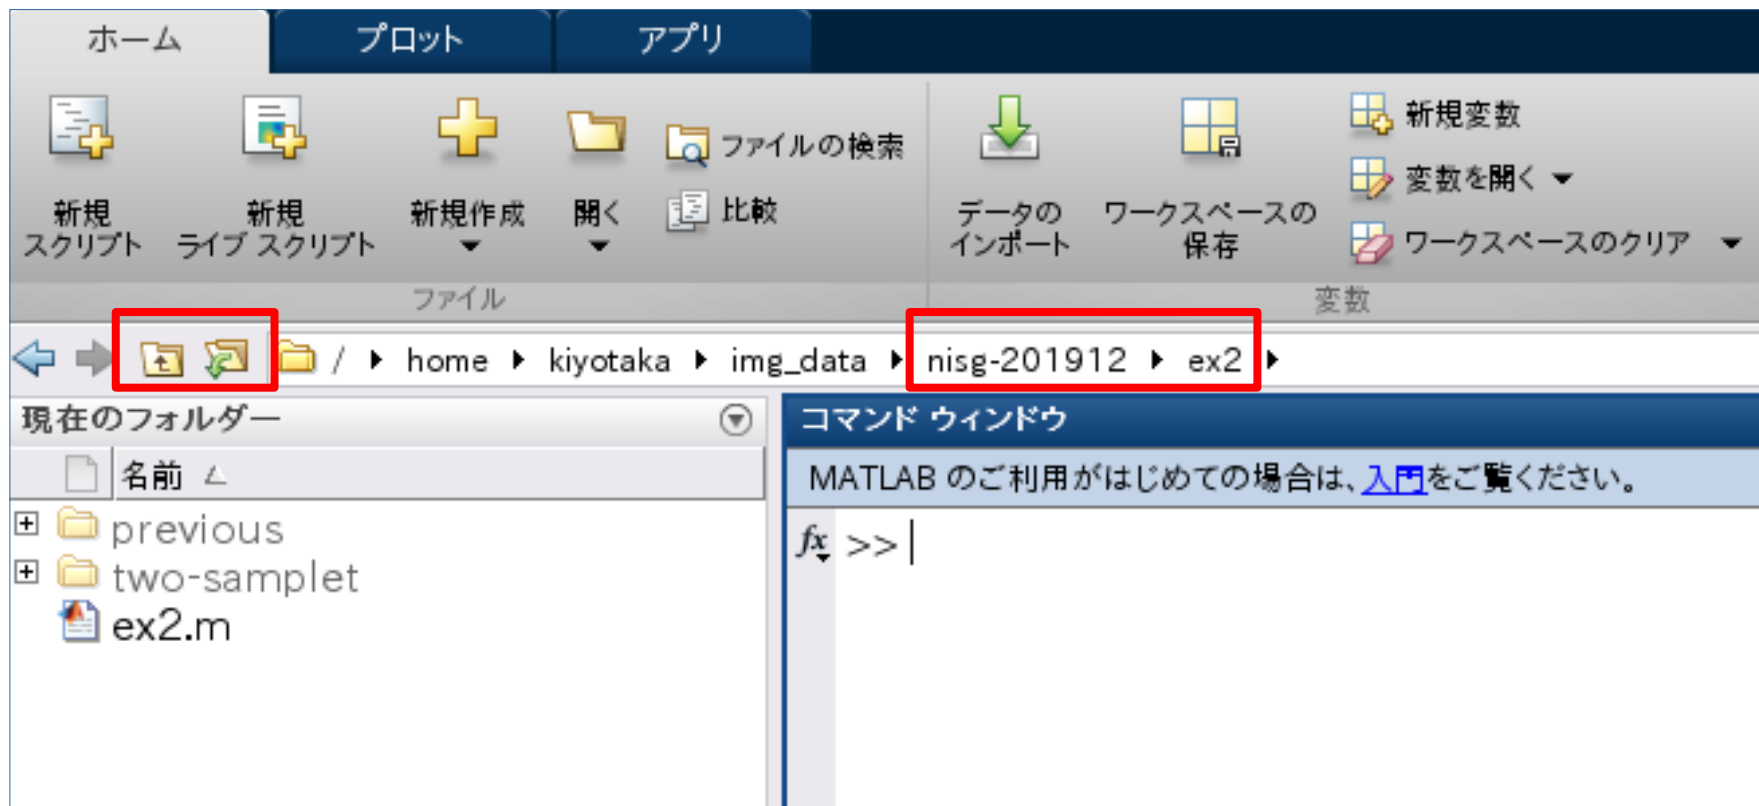 ホーム プロット アプリ
新規
スクリプト
新規
ライブ スクリプト
新規作成
開く
ファイルの検索
比較
ファイル
データの
インポート
ワークスペースの
保存
新規変数
変数を開く
ワークスペースのクリア
変数
/ home kiyotaka img_data nisg-201912 ex2
現在のフォルダー
名前
previous
two-samplet
ex2.m
コマンド ウィンドウ
MATLAB のご利用がはじめての場合は、入門をご覧ください。
fx >>